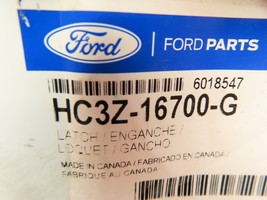 Ford
FORD PARTS
6018547
HC3Z-16700-G
LATCH / ENGANCHE /
LOQUET / GANCHO
MADE IN CANADA / FABRICADO EN CANADA /
FABRIQUE AU CANADA